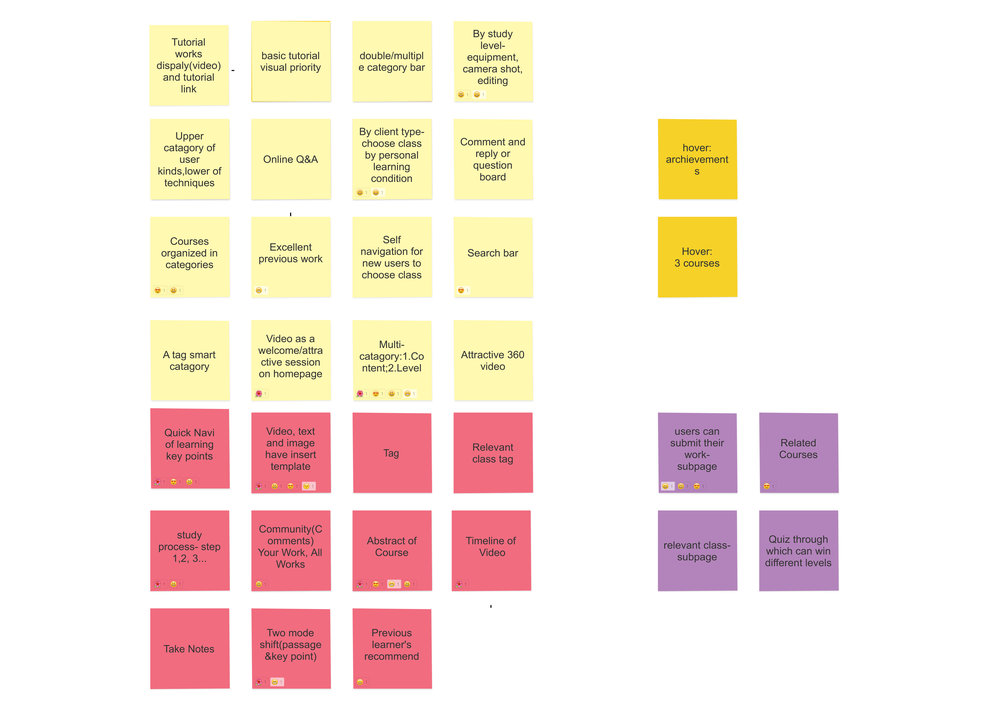 Tutorial
works
dispaly(video)
and tutorial
link
basic tutorial
visual priority
double/multipl
e category bar
By study
level-
equipment,
camera shot,
editing
Upper
catagory of
user
kinds,lower of
techniques
Online Q&A
By client type-
choose class
by personal
learning
condition
Comment and
reply or
question
board
hover:
archievement
s
Courses
organized in
categories
Excellent
previous work
Self
navigation for
new users to
choose class
Search bar
Hover:
3 courses
A tag smart
catagory
Video as a
welcome/attra
ctive session
on homepage
Multi-
catagory:1.Co
ntent;2.Level
Attractive 360
video
Quick Navi
of learning
key points
Video, text
and image
have insert
template
Tag
Relevant
class tag
users can
submit their
work-
subpage
Related
Courses
study
process- step
1,2, 3...
Community(C
omments)
Your Work, All
Works
Abstract of
Course
Timeline of
Video
relevant class-
subpage
Quiz through
which can win
different levels
Take Notes
Two mode
shift(passage
&key point)
Previous
learner's
recommend